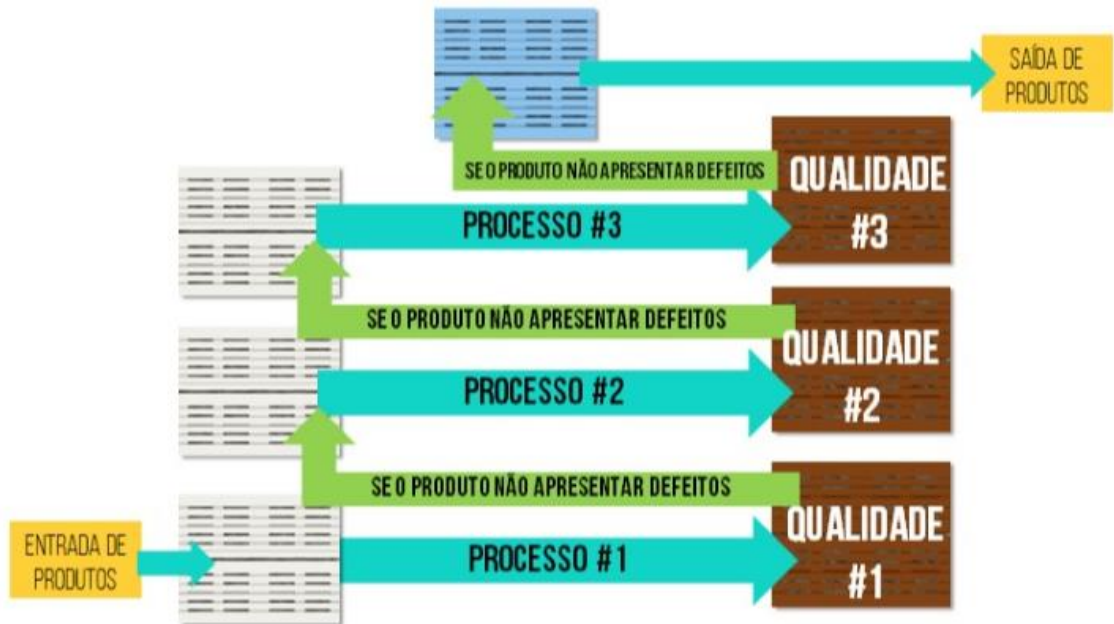 SAÍDA DE
PRODUTOS
SE O PRODUTO NÃO APRESENTAR DEFEITOS
QUALIDADE
#3
PROCESSO #3
SE O PRODUTO NÃO APRESENTAR DEFEITOS
QUALIDADE
#2
PROCESSO #2
SE O PRODUTO NÃO APRESENTAR DEFEITOS
QUALIDADE
#1
ENTRADA DE
PRODUTOS
PROCESSO #1